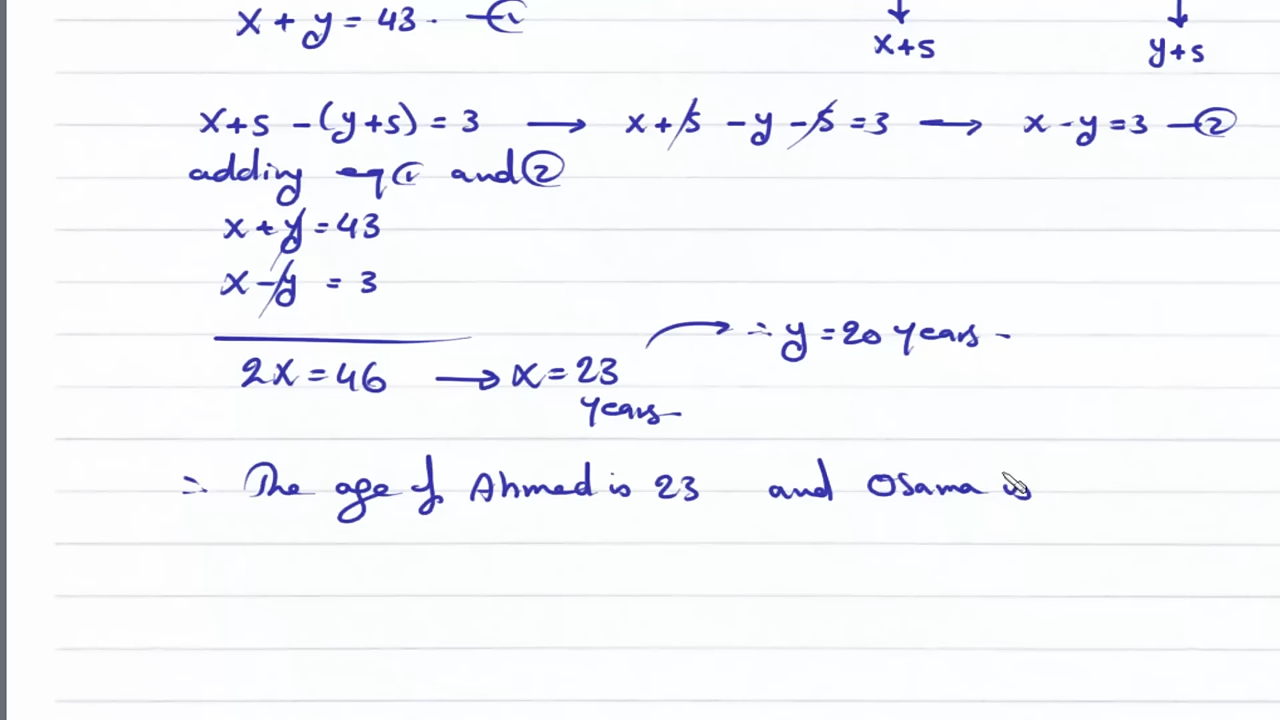 x + y = 43. —①
x+5 y+5
x+5 -(y+5) = 3 → x+5 -y -5 =3 → x-y=3 —②
adding eq① and②
x + y = 43
x - y = 3
∴ y = 20 years -
2x = 46 → x = 23
years
∴ The age of Ahmed is 23 and Osama is